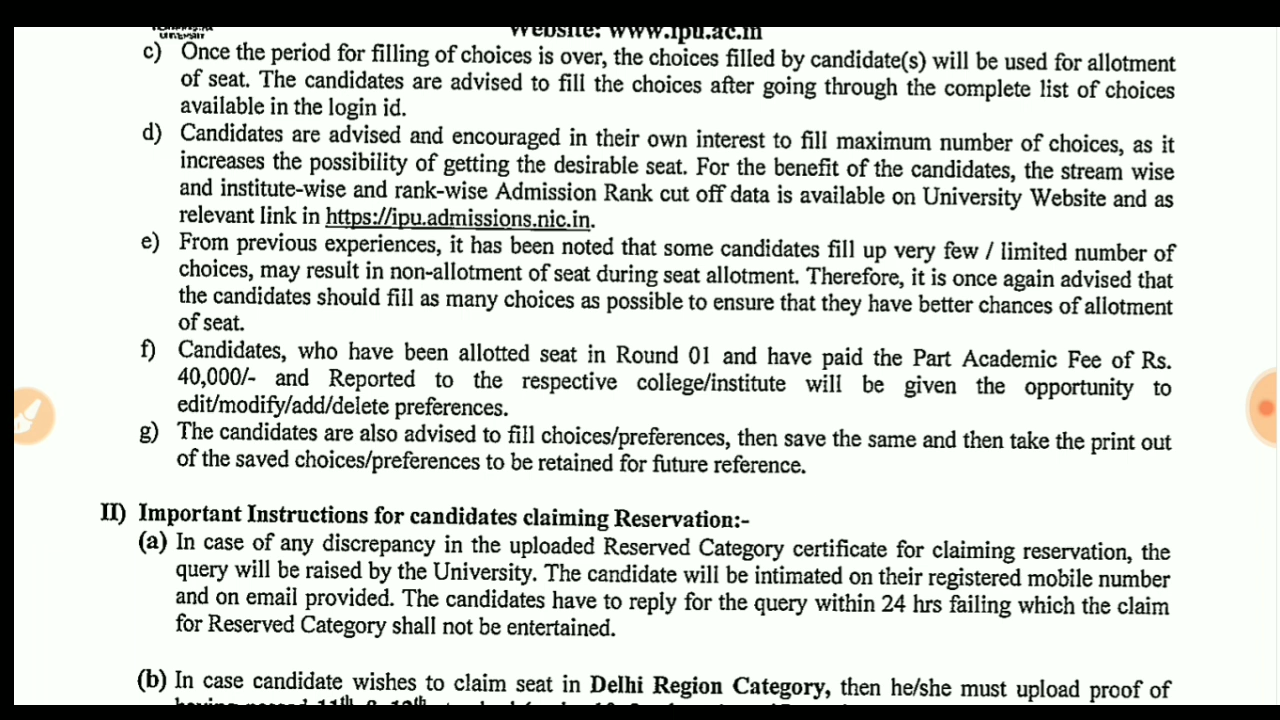 UNIVERSITY
Website: www.ipu.ac.in
c) Once the period for filling of choices is over, the choices filled by candidate(s) will be used for allotment
of seat. The candidates are advised to fill the choices after going through the complete list of choices
available in the login id.
d) Candidates are advised and encouraged in their own interest to fill maximum number of choices, as it
increases the possibility of getting the desirable seat. For the benefit of the candidates, the stream wise
and institute-wise and rank-wise Admission Rank cut off data is available on University Website and as
relevant link in https://ipu.admissions.nic.in.
e) From previous experiences, it has been noted that some candidates fill up very few / limited number of
choices, may result in non-allotment of seat during seat allotment. Therefore, it is once again advised that
the candidates should fill as many choices as possible to ensure that they have better chances of allotment
of seat.
f) Candidates, who have been allotted seat in Round 01 and have paid the Part Academic Fee of Rs.
40,000/- and Reported to the respective college/institute will be given the opportunity to
edit/modify/add/delete preferences.
g) The candidates are also advised to fill choices/preferences, then save the same and then take the print out
of the saved choices/preferences to be retained for future reference.
II) Important Instructions for candidates claiming Reservation:-
(a) In case of any discrepancy in the uploaded Reserved Category certificate for claiming reservation, the
query will be raised by the University. The candidate will be intimated on their registered mobile number
and on email provided. The candidates have to reply for the query within 24 hrs failing which the claim
for Reserved Category shall not be entertained.
(b) In case candidate wishes to claim seat in Delhi Region Category, then he/she must upload proof of
having passed 11th & 12th